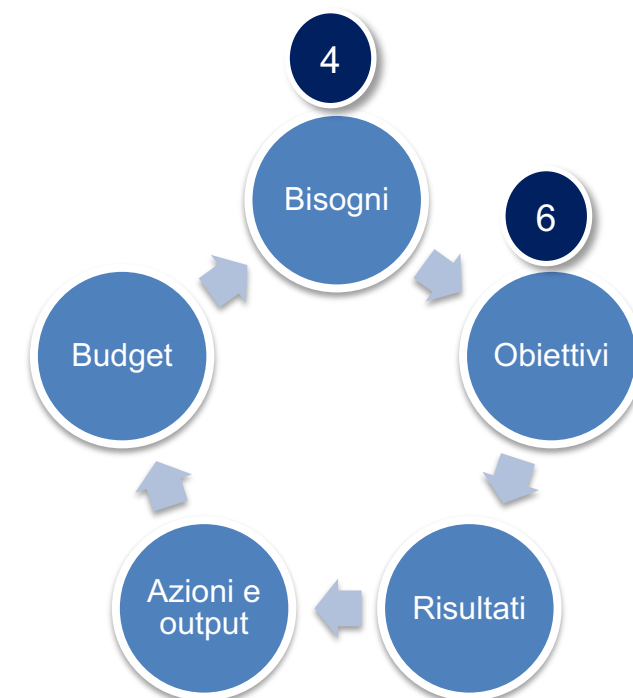 4
Bisogni
6
Obiettivi
Risultati
Azioni e
output
Budget